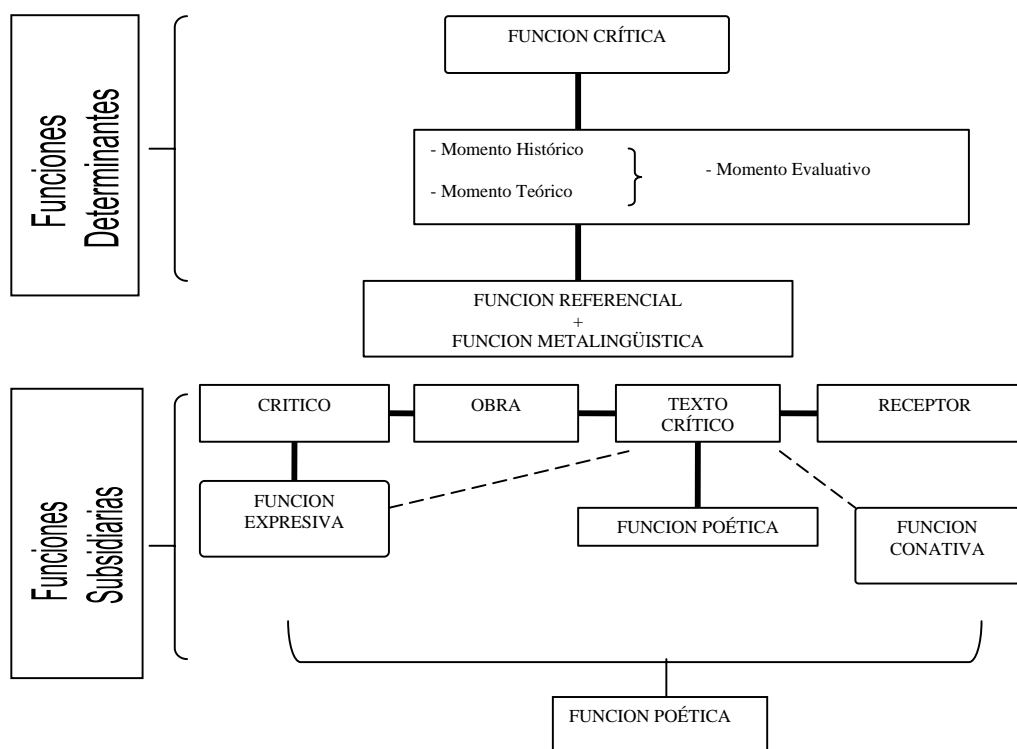 Funciones
Determinantes
FUNCION CRÍTICA
- Momento Histórico
- Momento Teórico
- Momento Evaluativo
FUNCION REFERENCIAL
+
FUNCION METALINGÜISTICA
Funciones
Subsidiarias
CRITICO
OBRA
TEXTO
CRÍTICO
RECEPTOR
FUNCION
EXPRESIVA
FUNCION POÉTICA
FUNCION
CONATIVA
FUNCION POÉTICA